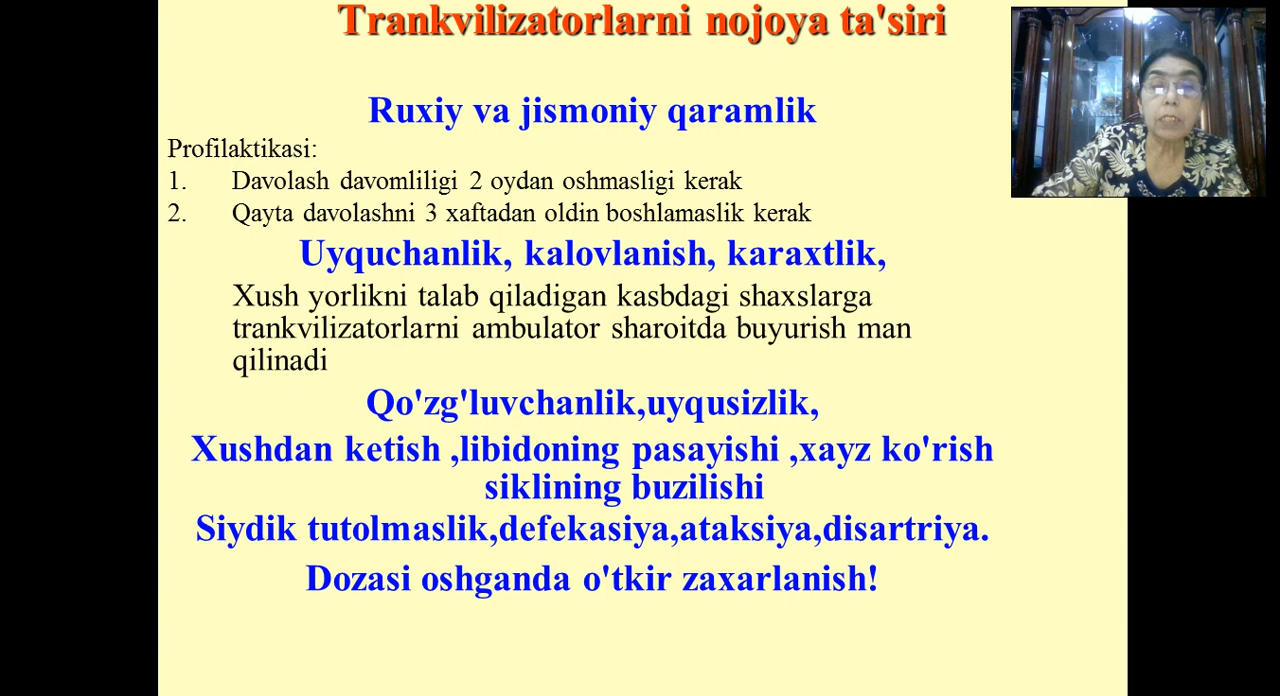 Trankvilizatorlarni nojoya ta'siri
Ruxiy va jismoniy qaramlik
Profilaktikasi:
1. Davolash davomliligi 2 oydan oshmasligi kerak
2. Qayta davolashni 3 xaftadan oldin boshlamaslik kerak
Uyquchanlik, kalovlanish, karaxtlik,
Xush yorlikni talab qiladigan kasbdagi shaxslarga
trankvilizatorlarni ambulator sharoitda buyurish man
qilinadi
Qo'zg'luvchanlik,uyqusizlik,
Xushdan ketish ,libidoning pasayishi ,xayz ko'rish
siklining buzilishi
Siydik tutolmaslik,defekasiya,ataksiya,disartriya.
Dozasi oshganda o'tkir zaxarlanish!